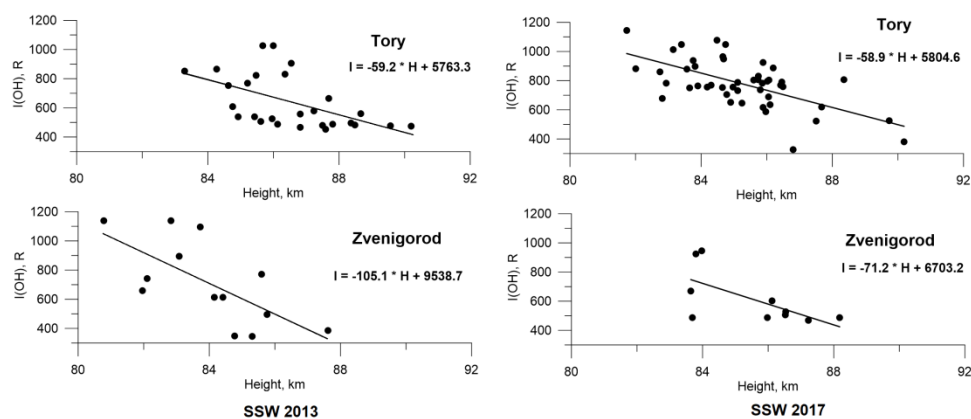 1200
1000
800
600
400
I(OH), R
Tory
I = -59.2 * H + 5763.3
80
84
88
92
Height, km
1200
1000
800
600
400
I(OH), R
Tory
I = -58.9 * H + 5804.6
80
84
88
92
Height, km
1200
1000
800
600
400
I(OH), R
Zvenigorod
I = -105.1 * H + 9538.7
80
84
88
92
Height, km
SSW 2013
1200
1000
800
600
400
I(OH), R
Zvenigorod
I = -71.2 * H + 6703.2
80
84
88
92
Height, km
SSW 2017